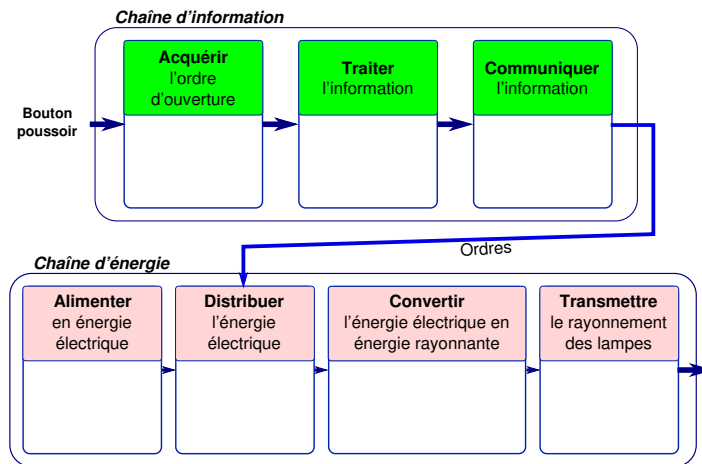 Chaîne d'information
Acquérir
l'ordre
d'ouverture
Traiter
l'information
Communiquer
l'information
Bouton
poussoir
Ordres
Chaîne d'énergie
Alimenter
en énergie
électrique
Distribuer
l'énergie
électrique
Convertir
l'énergie électrique en
énergie rayonnante
Transmettre
le rayonnement
des lampes